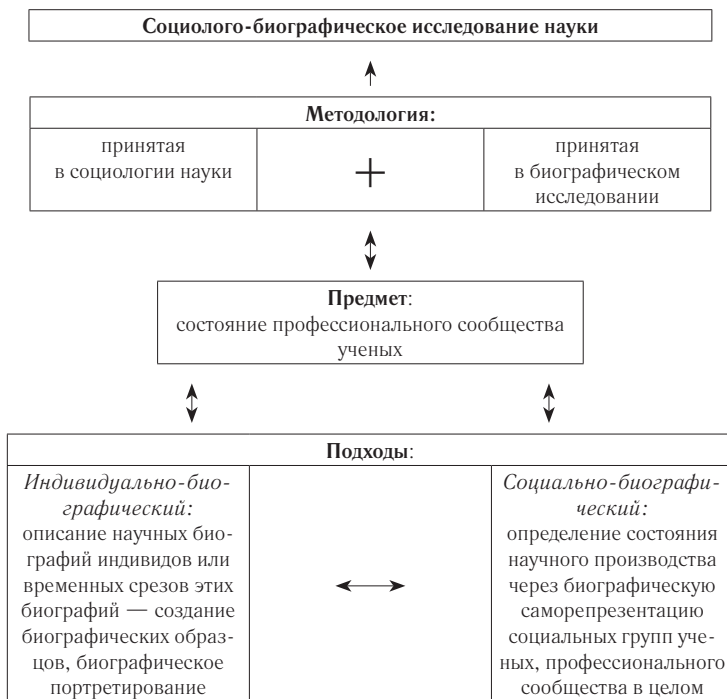 Социолого-биографическое исследование науки
Методология:
принятая
в социологии науки
+
принятая
в биографическом
исследовании
Предмет:
состояние профессионального сообщества
ученых
Подходы:
Индивидуально-био-
графический:
описание научных био-
графий индивидов или
временных срезов этих
биографий — создание
биографических образ-
цов, биографическое
портретирование
Социально-биографи-
ческий:
определение состояния
научного производства
через биографическую
саморепрезентацию
социальных групп уче-
ных, профессионального
сообщества в целом